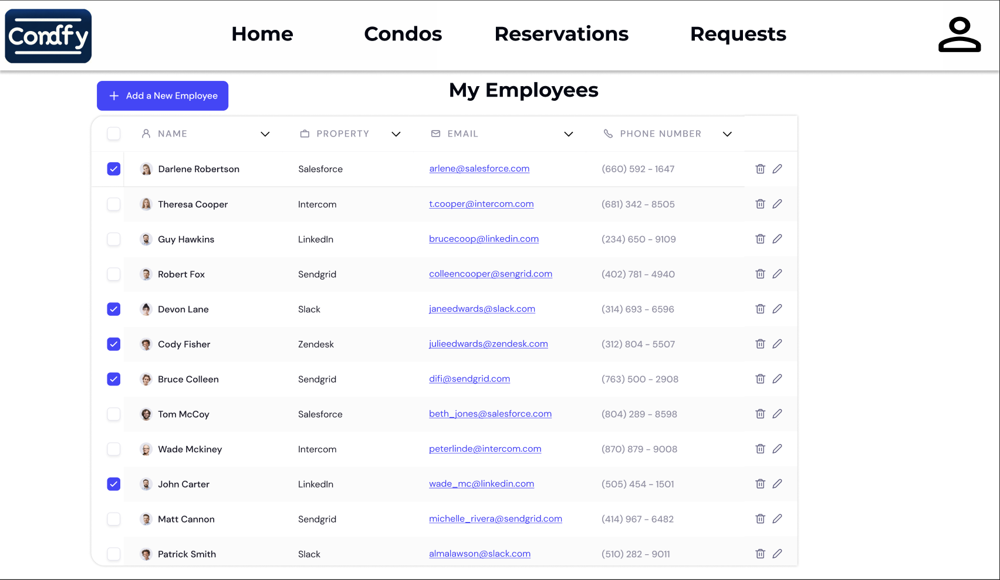 Condfy
Home Condos Reservations Requests
+ Add a New Employee
My Employees
NAME PROPERTY EMAIL PHONE NUMBER
Darlene Robertson Salesforce arlene@salesforce.com (660) 592 - 1647
Theresa Cooper Intercom t.cooper@intercom.com (681) 342 - 8505
Guy Hawkins LinkedIn brucecoop@linkedin.com (234) 650 - 9109
Robert Fox Sendgrid colleencooper@sengrid.com (402) 781 - 4940
Devon Lane Slack janeedwards@slack.com (314) 693 - 6596
Cody Fisher Zendesk julieedwards@zendesk.com (312) 804 - 5507
Bruce Colleen Sendgrid difi@sendgrid.com (763) 500 - 2908
Tom McCoy Salesforce beth_jones@salesforce.com (804) 289 - 8598
Wade Mckiney Intercom peterlinde@intercom.com (870) 879 - 9008
John Carter LinkedIn wade_mc@linkedin.com (505) 454 - 1501
Matt Cannon Sendgrid michelle_rivera@sendgrid.com (414) 967 - 6482
Patrick Smith Slack almalawson@slack.com (510) 282 - 9011